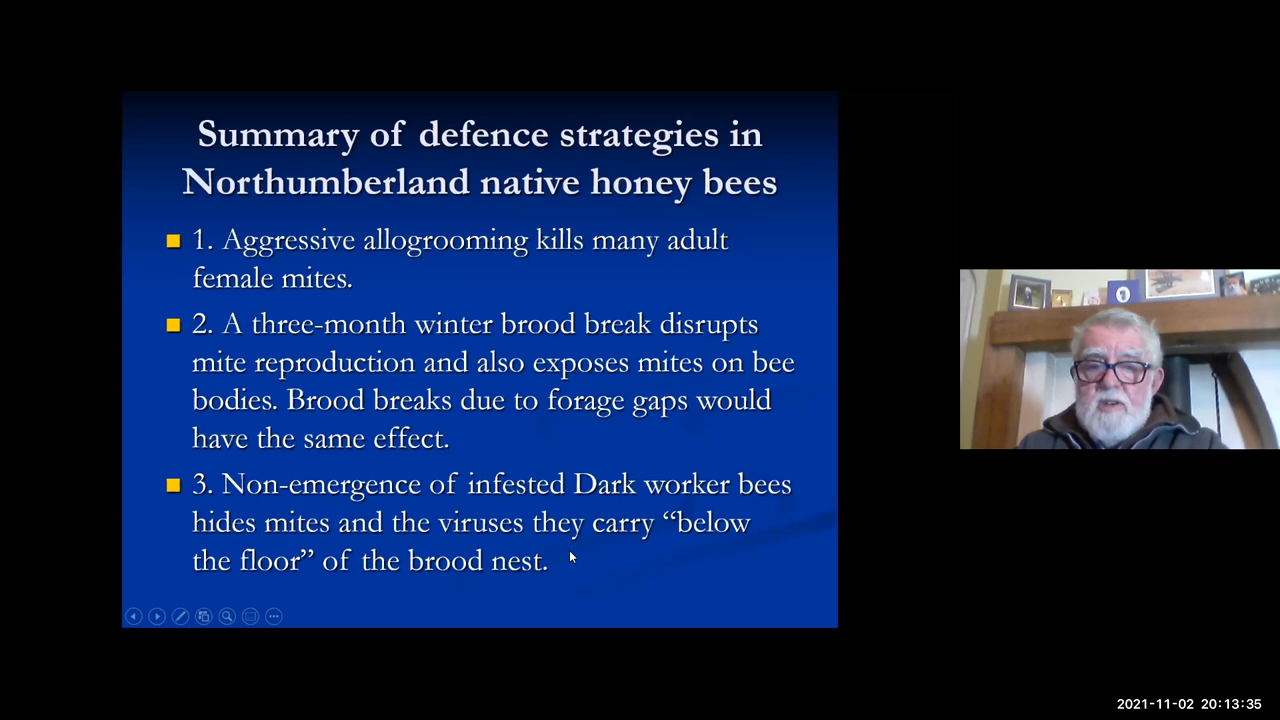 Summary of defence strategies in
Northumberland native honey bees
1. Aggressive allogrooming kills many adult
female mites.
2. A three-month winter brood break disrupts
mite reproduction and also exposes mites on bee
bodies. Brood breaks due to forage gaps would
have the same effect.
3. Non-emergence of infested Dark worker bees
hides mites and the viruses they carry “below
the floor” of the brood nest.
2021-11-02 20:13:35